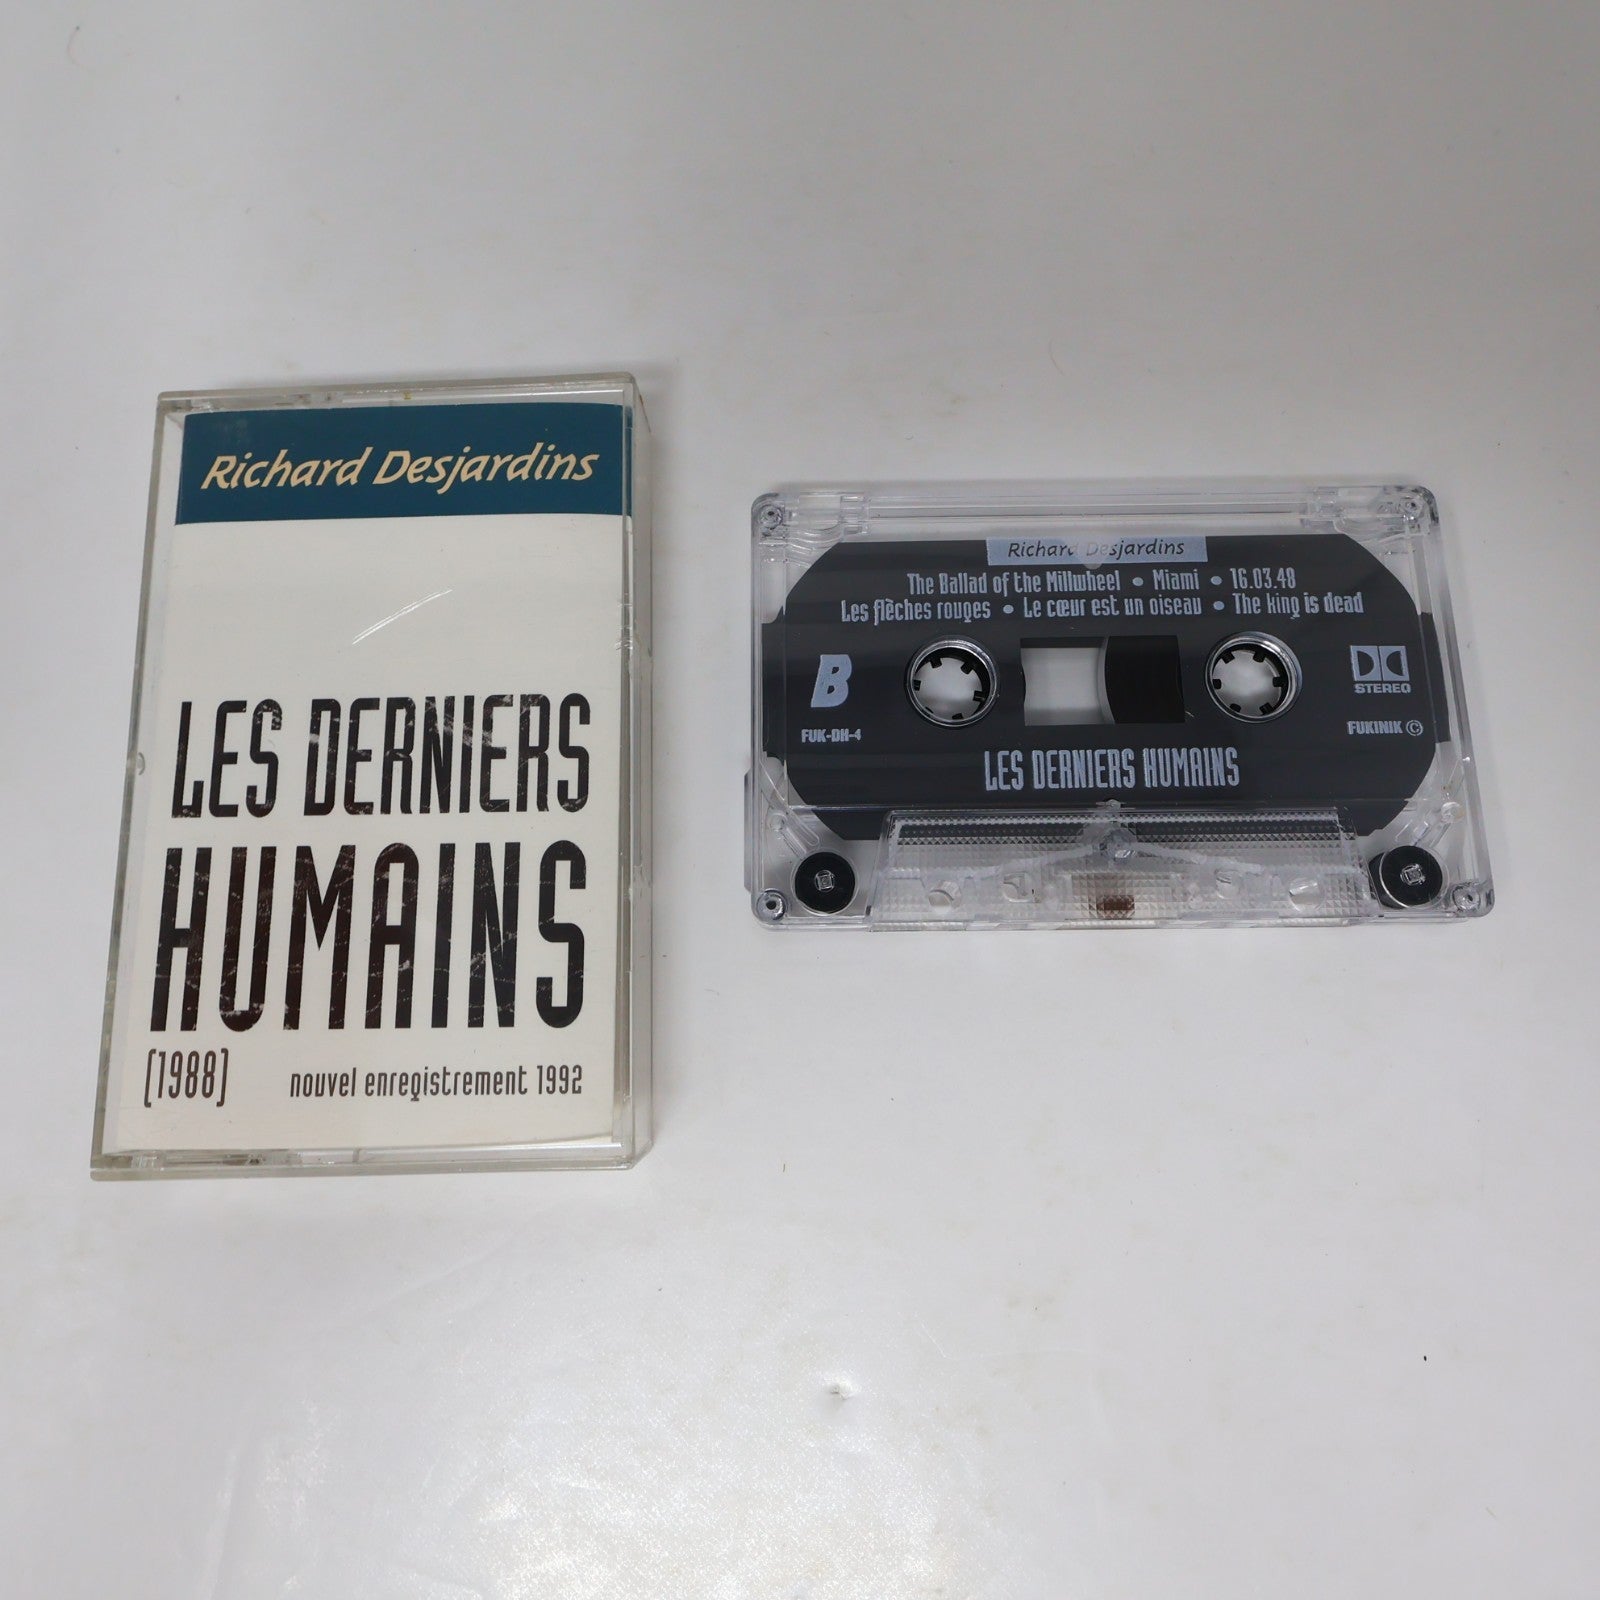 Richard Desjardins
LES DERNIERS
HUMAINS
(1988) nouvel enregistrement 1992
Richard Desjardins
The Ballad of the Millwheel • Miami • 16.03.48
Les flèches rouges • Le cœur est un oiseau • The king is dead
B
STEREO
FUK-DH-4
FUKINIK ©
LES DERNIERS HUMAINS